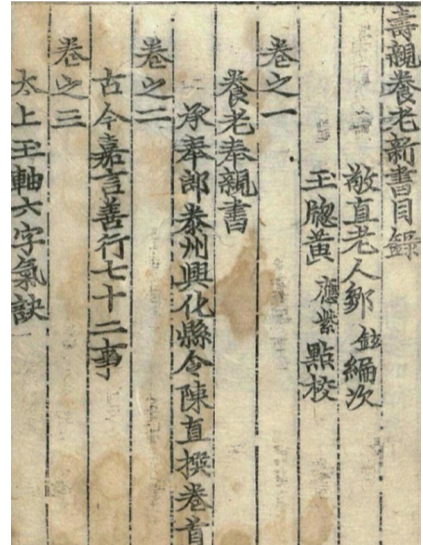 壽親養老新書目録
敬直老人鄒 鉉編次
玉牕黃 應紫點校
卷之一
養老奉親書
承奉郎泰州興化縣令陳直撰卷首
卷之二
古今嘉言善行七十二事
卷之三
太上玉軸六字氣訣